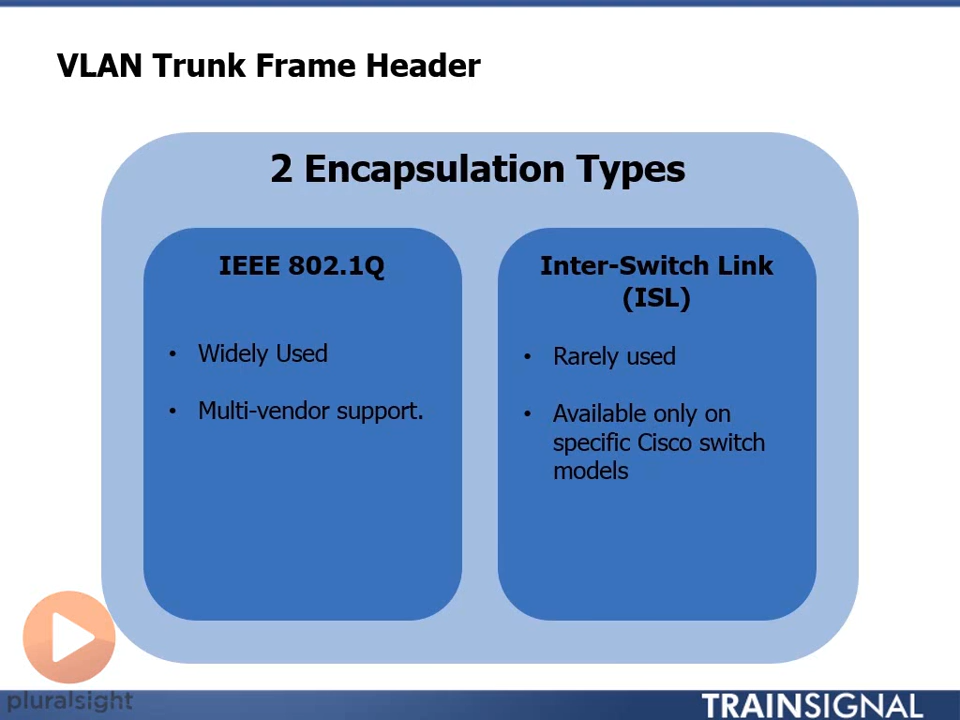 VLAN Trunk Frame Header
2 Encapsulation Types
IEEE 802.1Q
• Widely Used
• Multi-vendor support.
Inter-Switch Link
(ISL)
• Rarely used
• Available only on
specific Cisco switch
models
pluralsight
TRAINSIGNAL